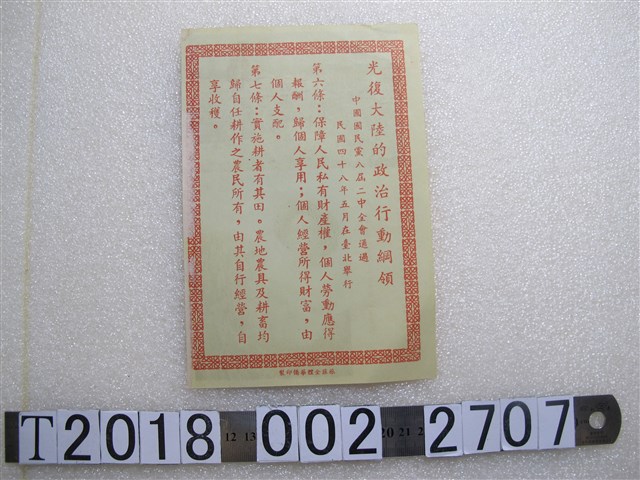 光復大陸的政治行動綱領
中國國民黨八屆二中全會通過
民國四十八年五月在臺北舉行
第六條：保障人民私有財產權，個人勞動應得
報酬，歸個人享用；個人經營所得財富，由
個人支配。
第七條：實施耕者有其田。農地農具及耕畜均
歸自任耕作之農民所有，由其自行經營，自
享收穫。
T2018 002 2707
12 13
20 21 2